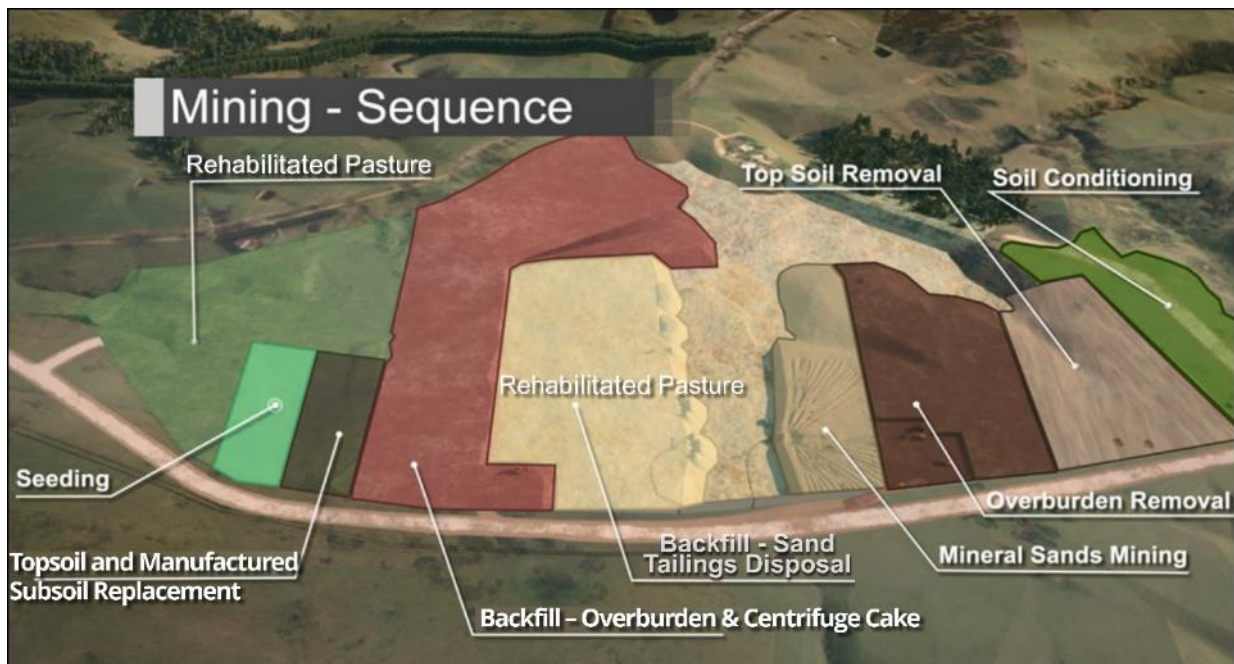 Mining - Sequence
Rehabilitated Pasture
Top Soil Removal
Soil Conditioning
Rehabilitated Pasture
Seeding
Overburden Removal
Backfill - Sand
Tailings Disposal
Mineral Sands Mining
Topsoil and Manufactured
Subsoil Replacement
Backfill – Overburden & Centrifuge Cake